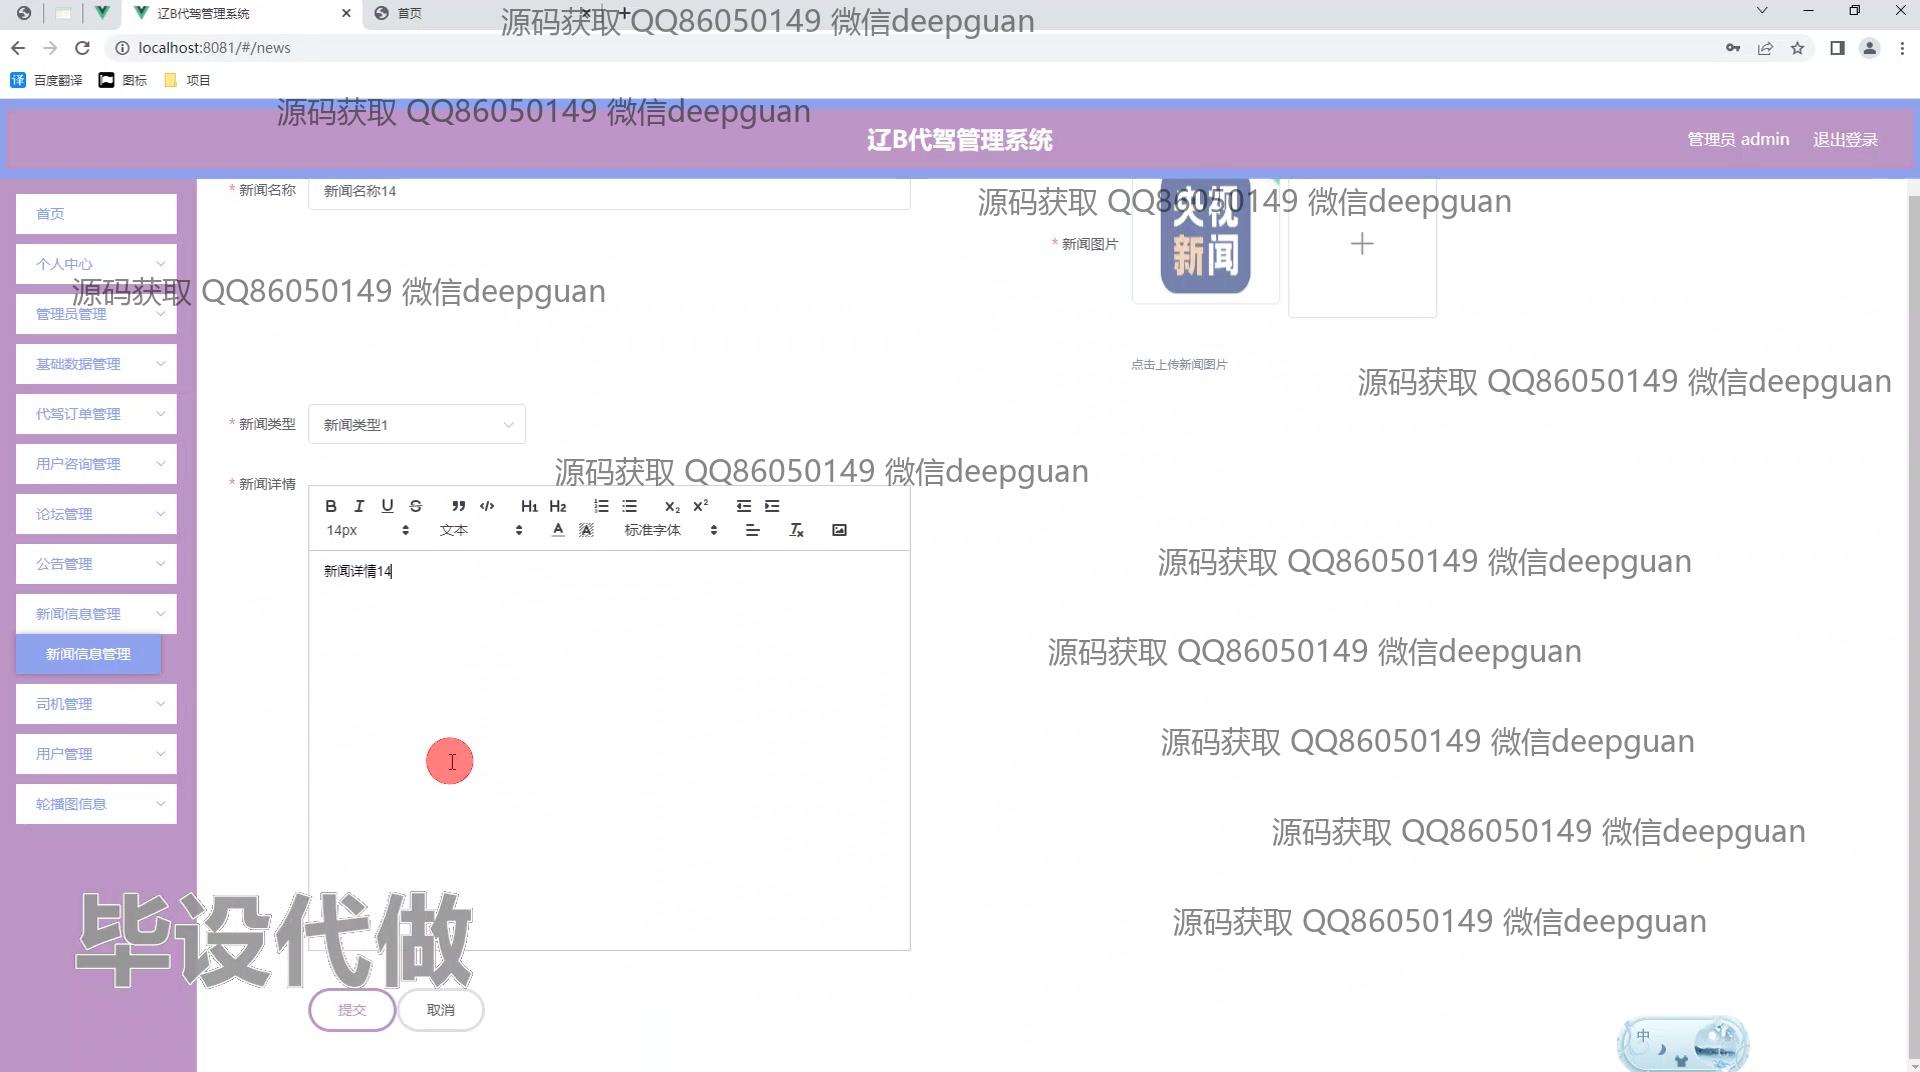 辽B代驾管理系统
首页
源码获取 QQ86050149 微信deepguan
localhost:8081/#/news
百度翻译 图标 项目
源码获取 QQ86050149 微信deepguan
辽B代驾管理系统
管理员 admin 退出登录
首页
个人中心
管理员管理
基础数据管理
代驾订单管理
用户咨询管理
论坛管理
公告管理
新闻信息管理
新闻信息管理
司机管理
用户管理
轮播图信息
* 新闻名称 新闻名称14
源码获取 QQ86050149 微信deepguan
* 新闻图片
央视
新闻
源码获取 QQ86050149 微信deepguan
点击上传新闻图片
源码获取 QQ86050149 微信deepguan
* 新闻类型 新闻类型1
源码获取 QQ86050149 微信deepguan
* 新闻详情
B I U S H1 H2 x2 x2
14px 文本 A A 标准字体
新闻详情14
源码获取 QQ86050149 微信deepguan
源码获取 QQ86050149 微信deepguan
源码获取 QQ86050149 微信deepguan
源码获取 QQ86050149 微信deepguan
源码获取 QQ86050149 微信deepguan
毕设代做
提交 取消
中